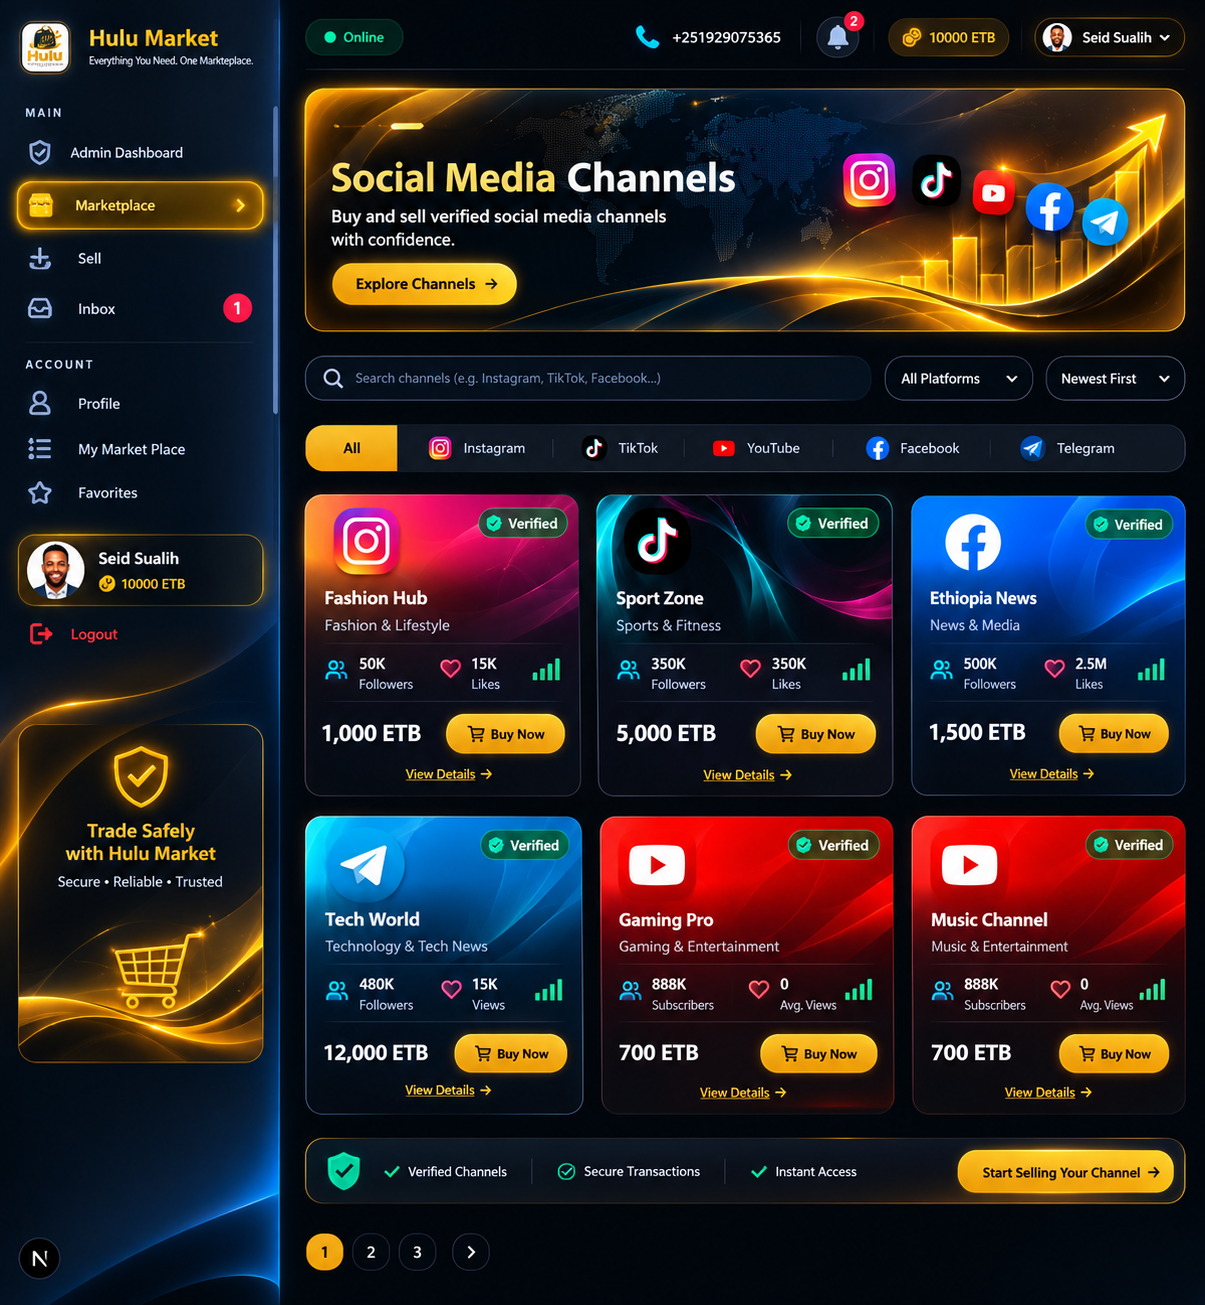 Hulu
Hulu Market
Everything You Need. One Markteplace.
MAIN
Admin Dashboard
Marketplace
Sell
Inbox
1
ACCOUNT
Profile
My Market Place
Favorites
Seid Sualih
10000 ETB
Logout
Trade Safely
with Hulu Market
Secure • Reliable • Trusted
N
Online
+251929075365
2
10000 ETB
Seid Sualih
Social Media Channels
Buy and sell verified social media channels
with confidence.
Explore Channels →
Search channels (e.g. Instagram, TikTok, Facebook...)
All Platforms
Newest First
All
Instagram
TikTok
YouTube
Facebook
Telegram
Verified
Fashion Hub
Fashion & Lifestyle
50K
Followers
15K
Likes
1,000 ETB
Buy Now
View Details →
Verified
Sport Zone
Sports & Fitness
350K
Followers
350K
Likes
5,000 ETB
Buy Now
View Details →
Verified
Ethiopia News
News & Media
500K
Followers
2.5M
Likes
1,500 ETB
Buy Now
View Details →
Verified
Tech World
Technology & Tech News
480K
Followers
15K
Views
12,000 ETB
Buy Now
View Details →
Verified
Gaming Pro
Gaming & Entertainment
888K
Subscribers
0
Avg. Views
700 ETB
Buy Now
View Details →
Verified
Music Channel
Music & Entertainment
888K
Subscribers
0
Avg. Views
700 ETB
Buy Now
View Details →
Verified Channels
Secure Transactions
Instant Access
Start Selling Your Channel →
1
2
3